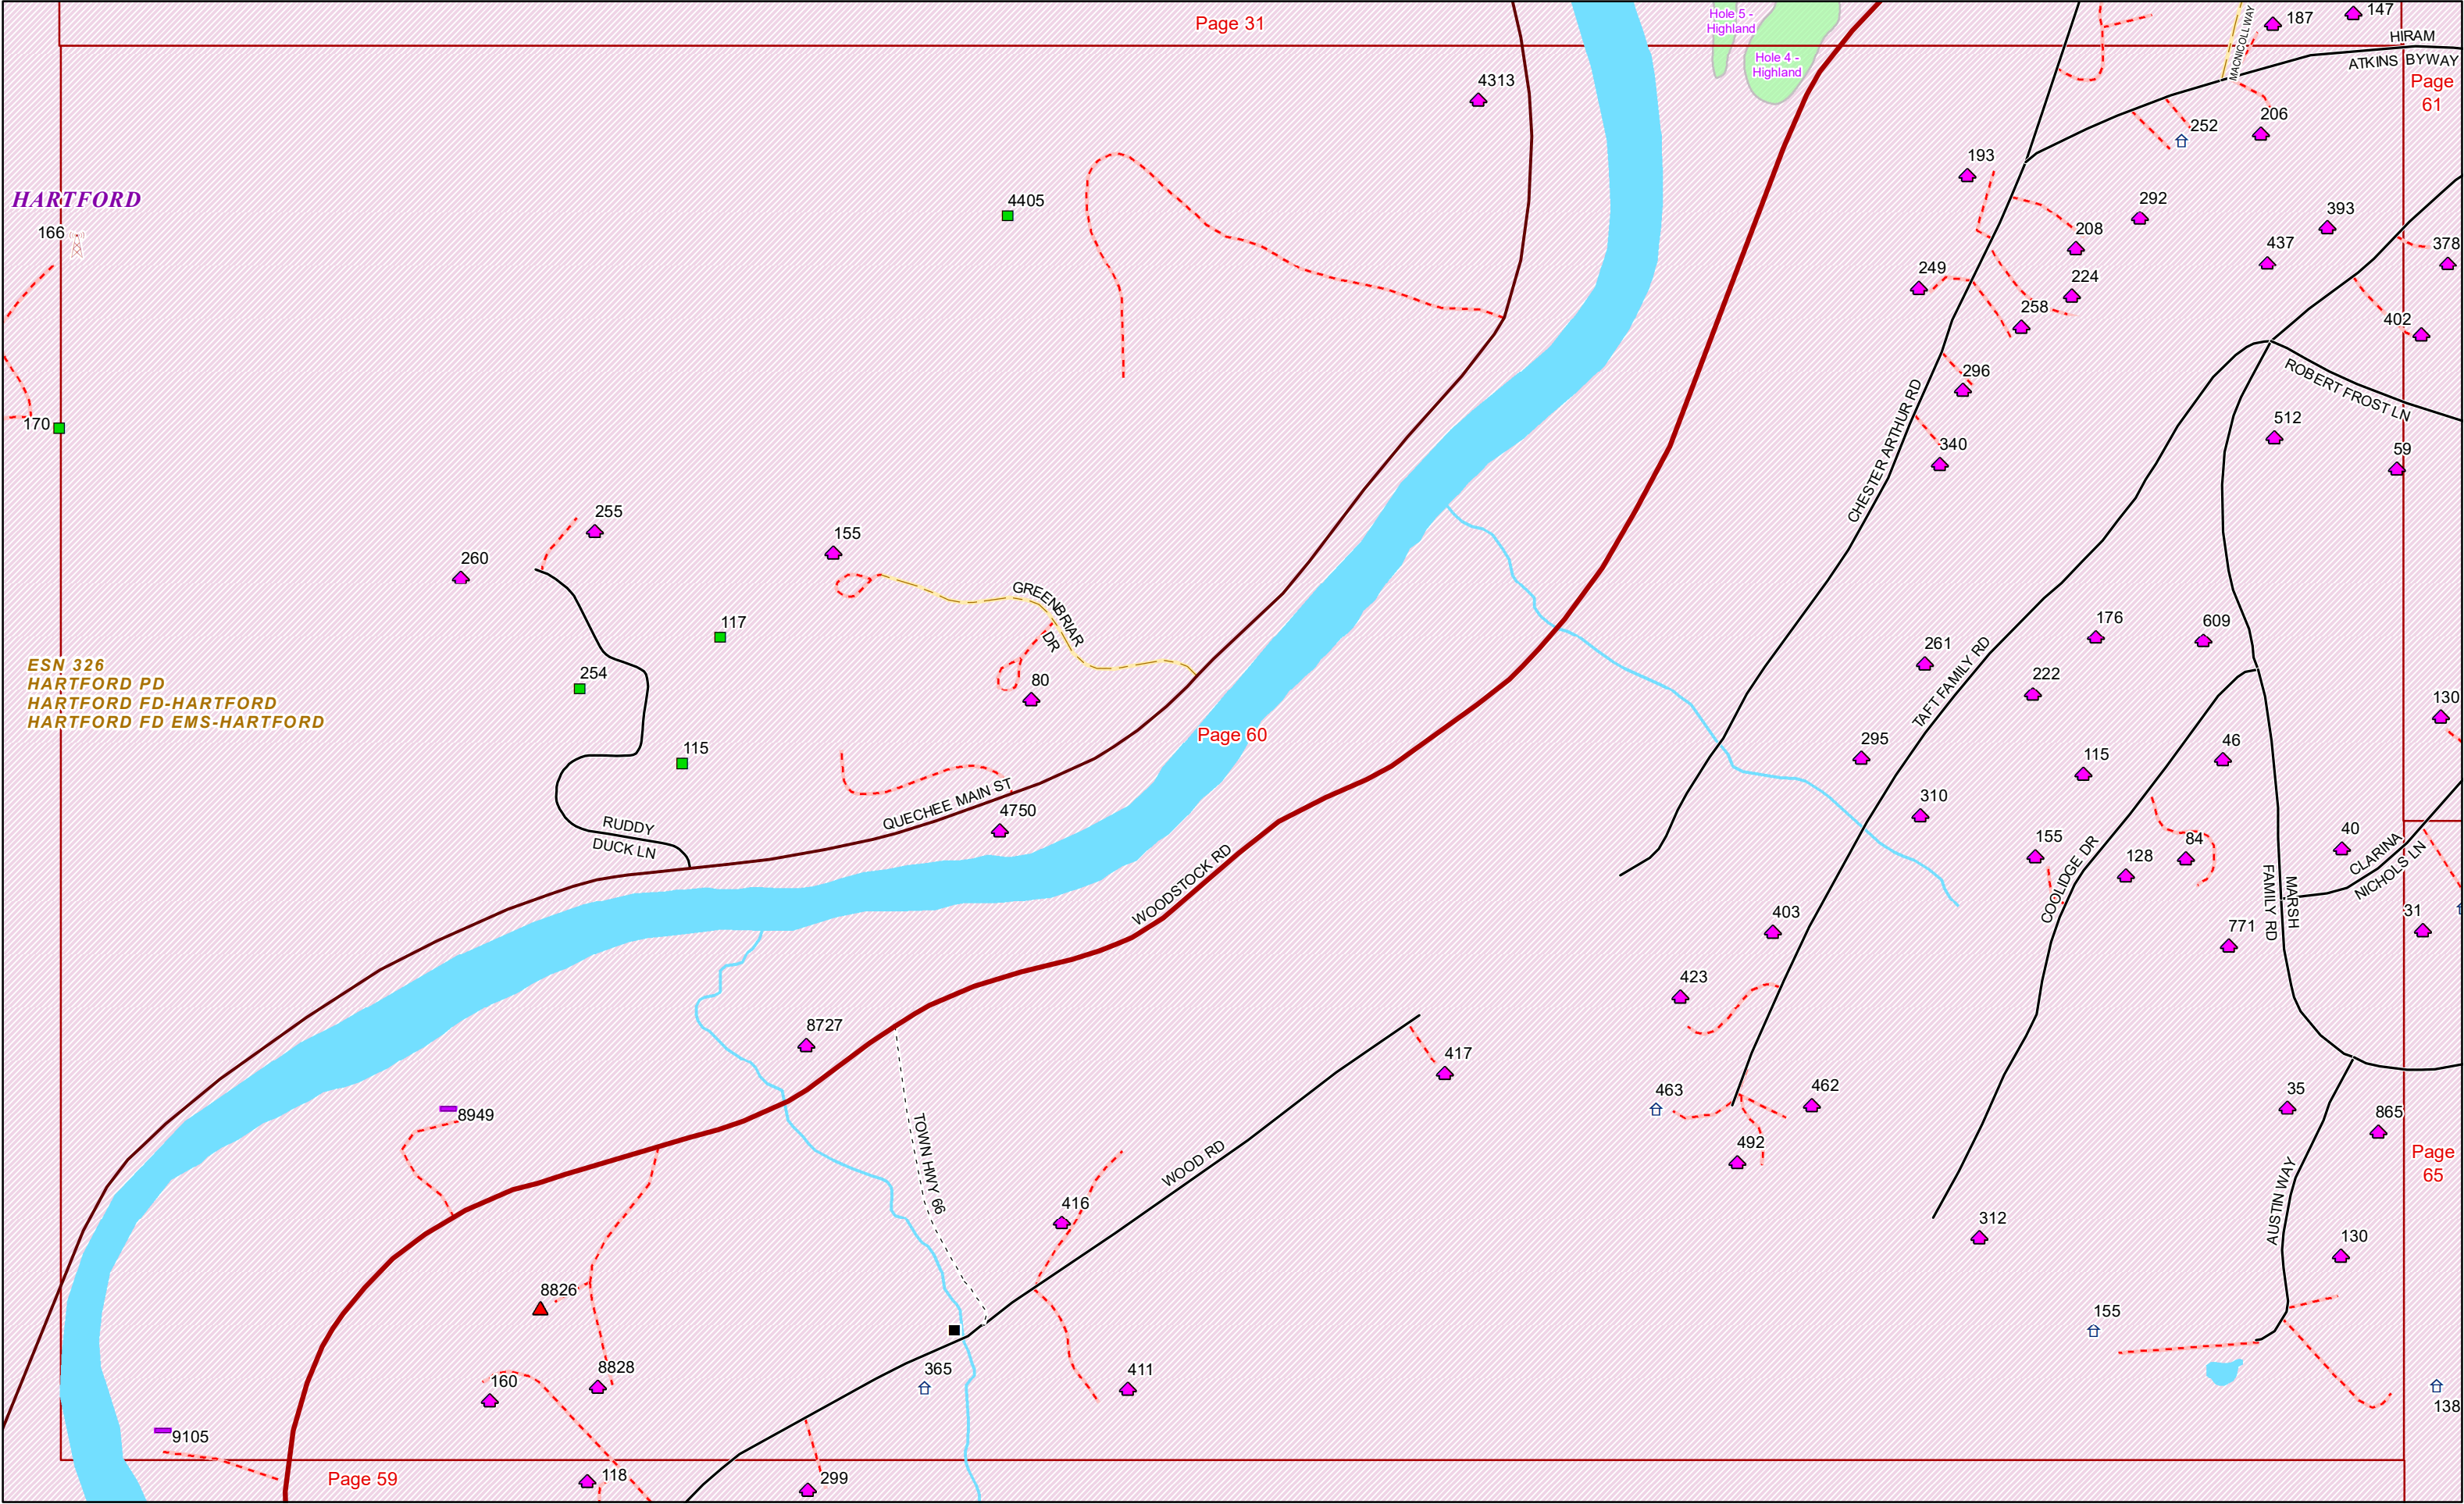 Page 31
Hole 5 -
Highland
Hole 4 -
Highland
MACNICOLL WAY
187
147
HIRAM
ATKINS BYWAY
Page
61
4313
206
252
193
HARTFORD
166
4405
292
208
393
437
378
249
224
258
402
170
296
ROBERT FROST LN
CHESTER ARTHUR RD
340
512
59
255
260
155
GREENBRIAR
DR
117
176
609
261
TAFT FAMILY RD
222
ESN 326
HARTFORD PD
HARTFORD FD-HARTFORD
HARTFORD FD EMS-HARTFORD
254
80
130
Page 60
295
46
115
115
QUECHEE MAIN ST
4750
310
RUDDY
DUCK LN
155
COOLIDGE DR
128
84
40
CLARINA
NICHOLS LN
WOODSTOCK RD
MARSH
FAMILY RD
403
31
771
423
8727
417
463
462
35
865
8949
TOWN HWY 66
WOOD RD
492
Page
65
416
312
AUSTIN WAY
130
8826
155
365
411
8828
160
138
9105
Page 59
118
299